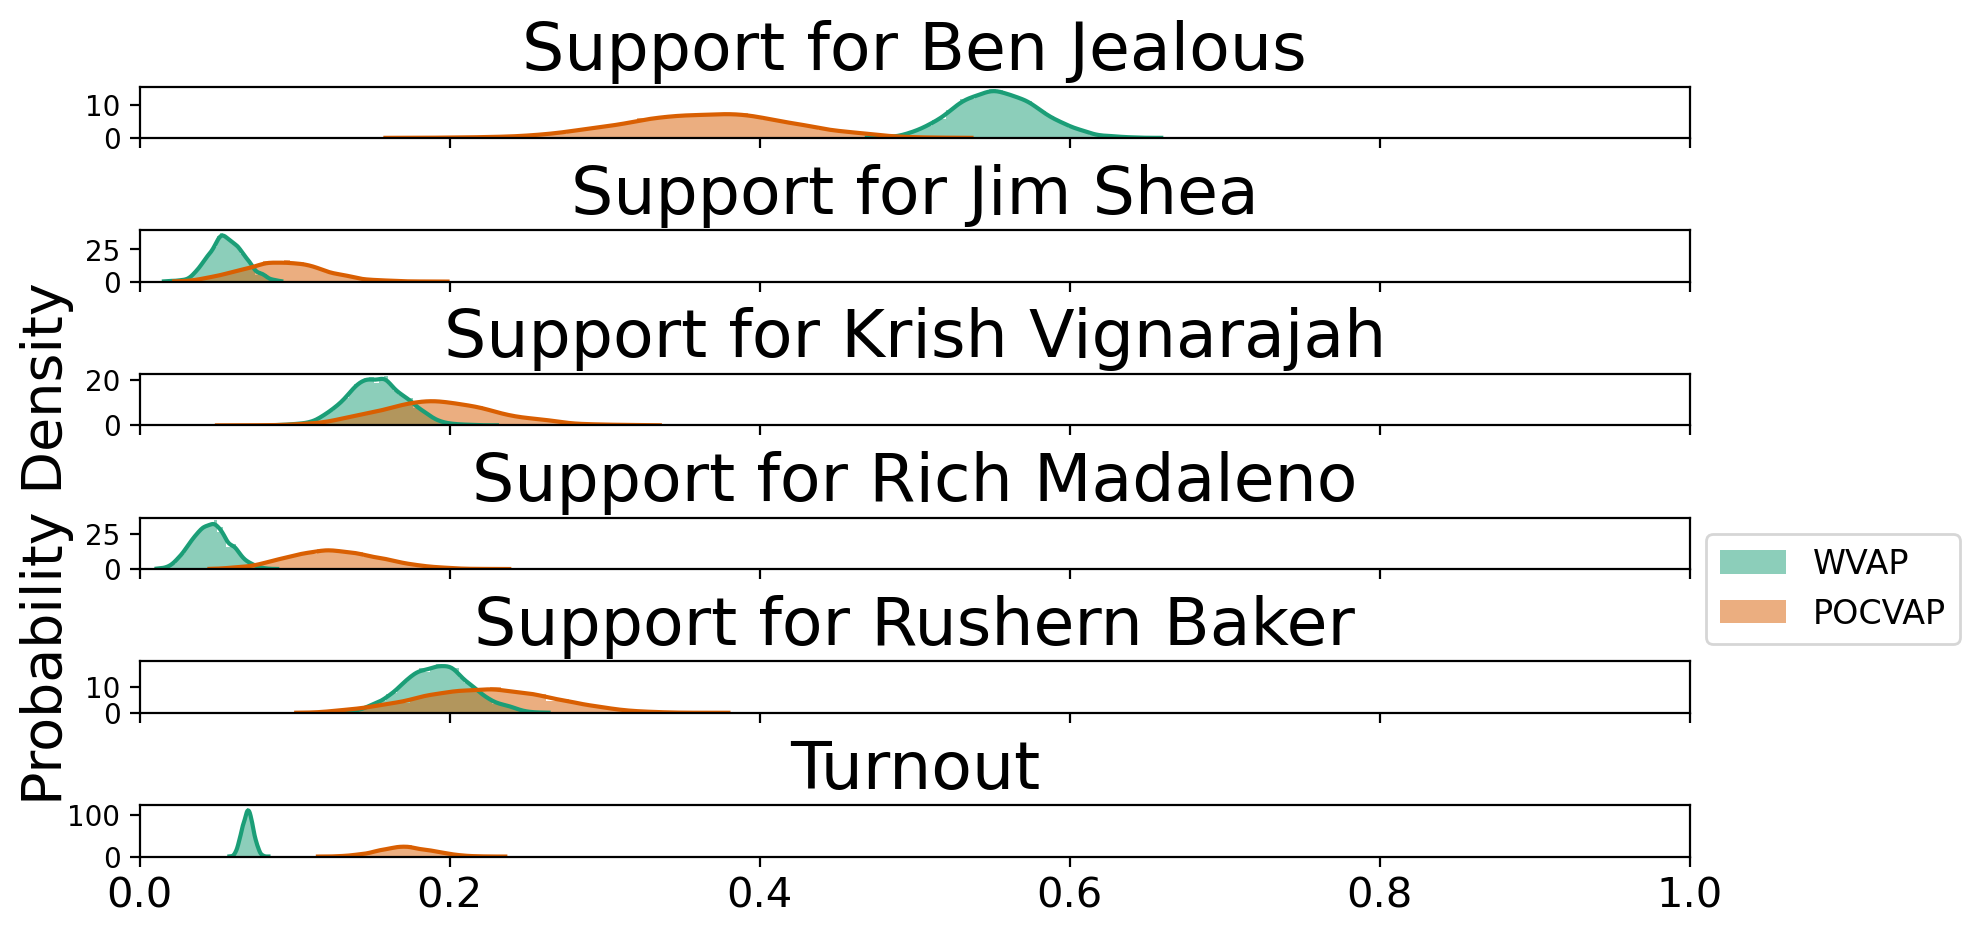 Support for Ben Jealous
10
0
Support for Jim Shea
25
0
Support for Krish Vignarajah
20
0
Support for Rich Madaleno
25
0
Support for Rushern Baker
10
0
Turnout
100
0
0.0 0.2 0.4 0.6 0.8 1.0
Probability Density
WVAP
POCVAP